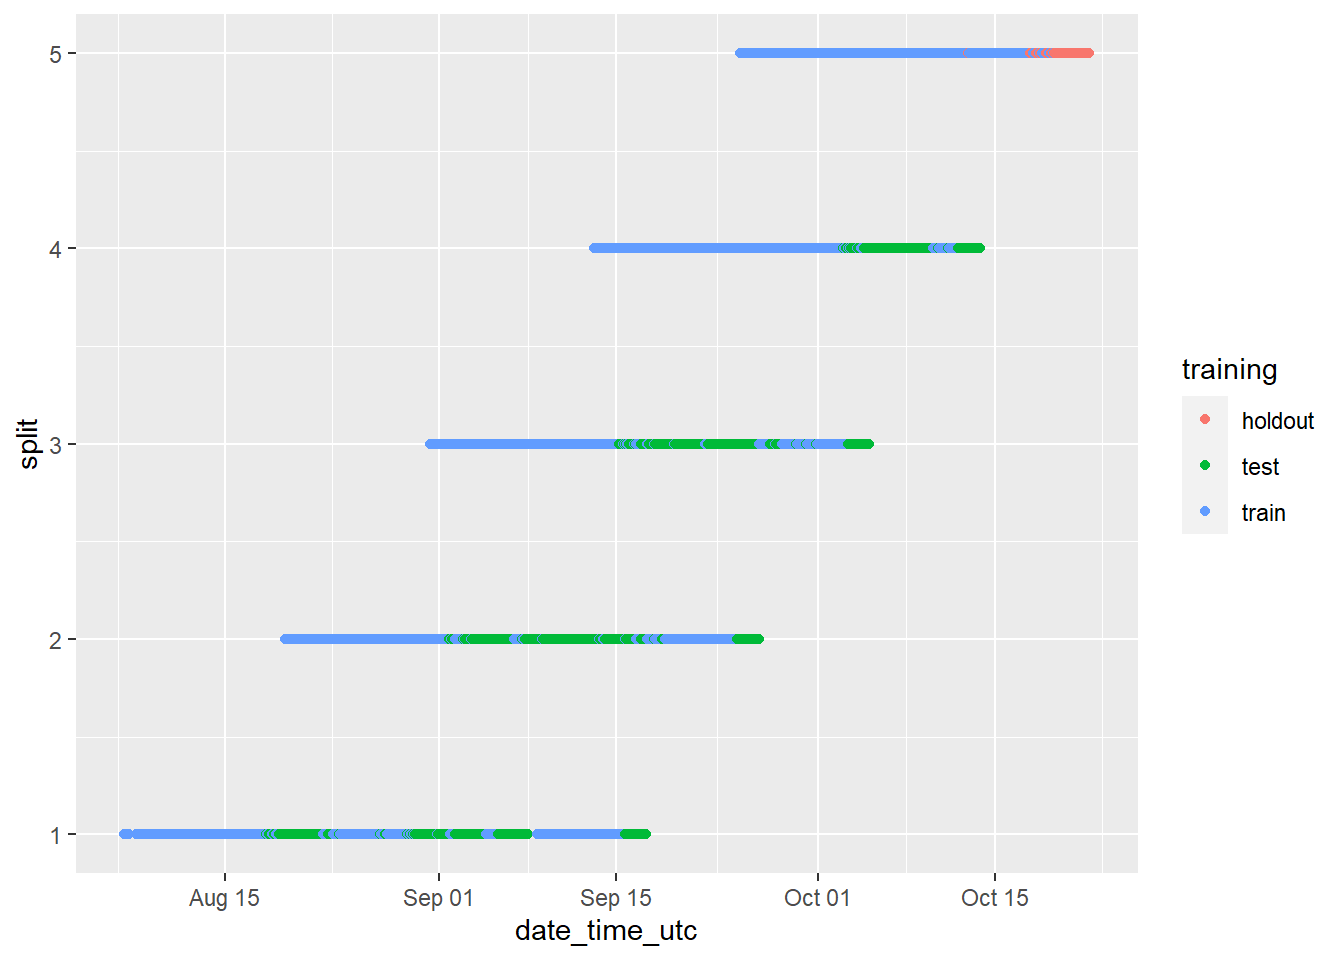 split
5
4
3
2
1
Aug 15
Sep 01
Sep 15
Oct 01
Oct 15
date_time_utc
training
holdout
test
train